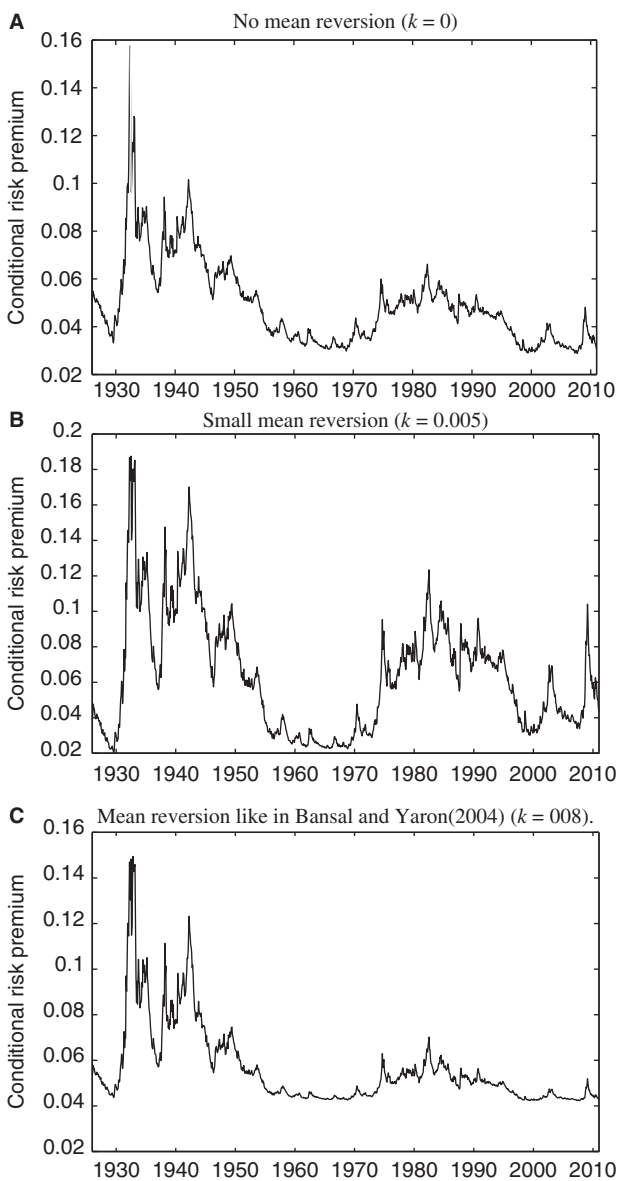 A
No mean reversion (k = 0)
0.16
0.14
0.12
0.1
0.08
0.06
0.04
0.02
Conditional risk premium
1930 1940 1950 1960 1970 1980 1990 2000 2010
B
Small mean reversion (k = 0.005)
0.2
0.18
0.16
0.14
0.12
0.1
0.08
0.06
0.04
0.02
Conditional risk premium
1930 1940 1950 1960 1970 1980 1990 2000 2010
C
Mean reversion like in Bansal and Yaron(2004) (k = 008).
0.16
0.14
0.12
0.1
0.08
0.06
0.04
0.02
Conditional risk premium
1930 1940 1950 1960 1970 1980 1990 2000 2010